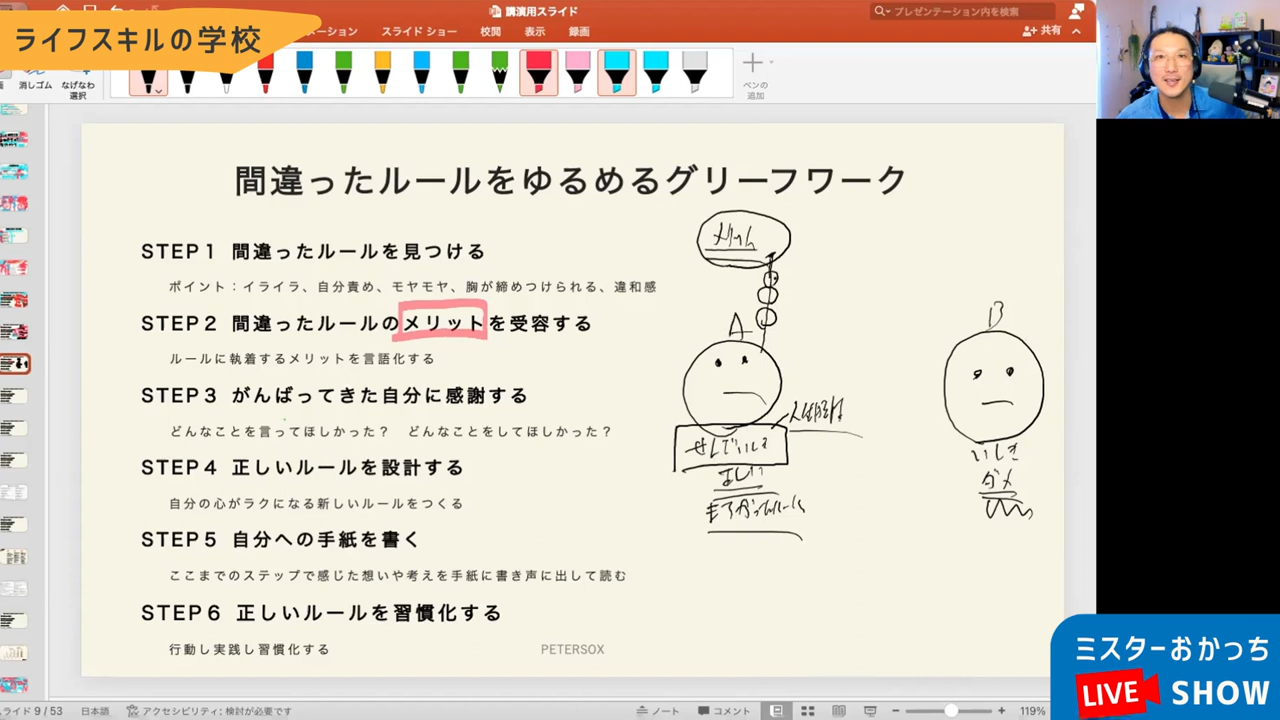 講演用スライド
プレゼンテーション内を検索
ライフスキルの学校
スライド ショー
校閲
表示
録画
共有
消しゴム
なげなわ
選択
ペンの
追加
間違ったルールをゆるめるグリーフワーク
STEP1 間違ったルールを見つける
ポイント：イライラ、自分責め、モヤモヤ、胸が締めつけられる、違和感
STEP2 間違ったルールのメリットを受容する
ルールに執着するメリットを言語化する
STEP3 がんばってきた自分に感謝する
どんなことを言ってほしかった？ どんなことをしてほしかった？
STEP4 正しいルールを設計する
自分の心がラクになる新しいルールをつくる
STEP5 自分への手紙を書く
ここまでのステップで感じた想いや考えを手紙に書き声に出して読む
STEP6 正しいルールを習慣化する
行動し実践し習慣化する
PETERSOX
メリット
A
B
ダメ
ミスターおかっち
LIVE SHOW
スライド 9 / 53
日本語
アクセシビリティ: 検討が必要です
ノート
コメント
119%